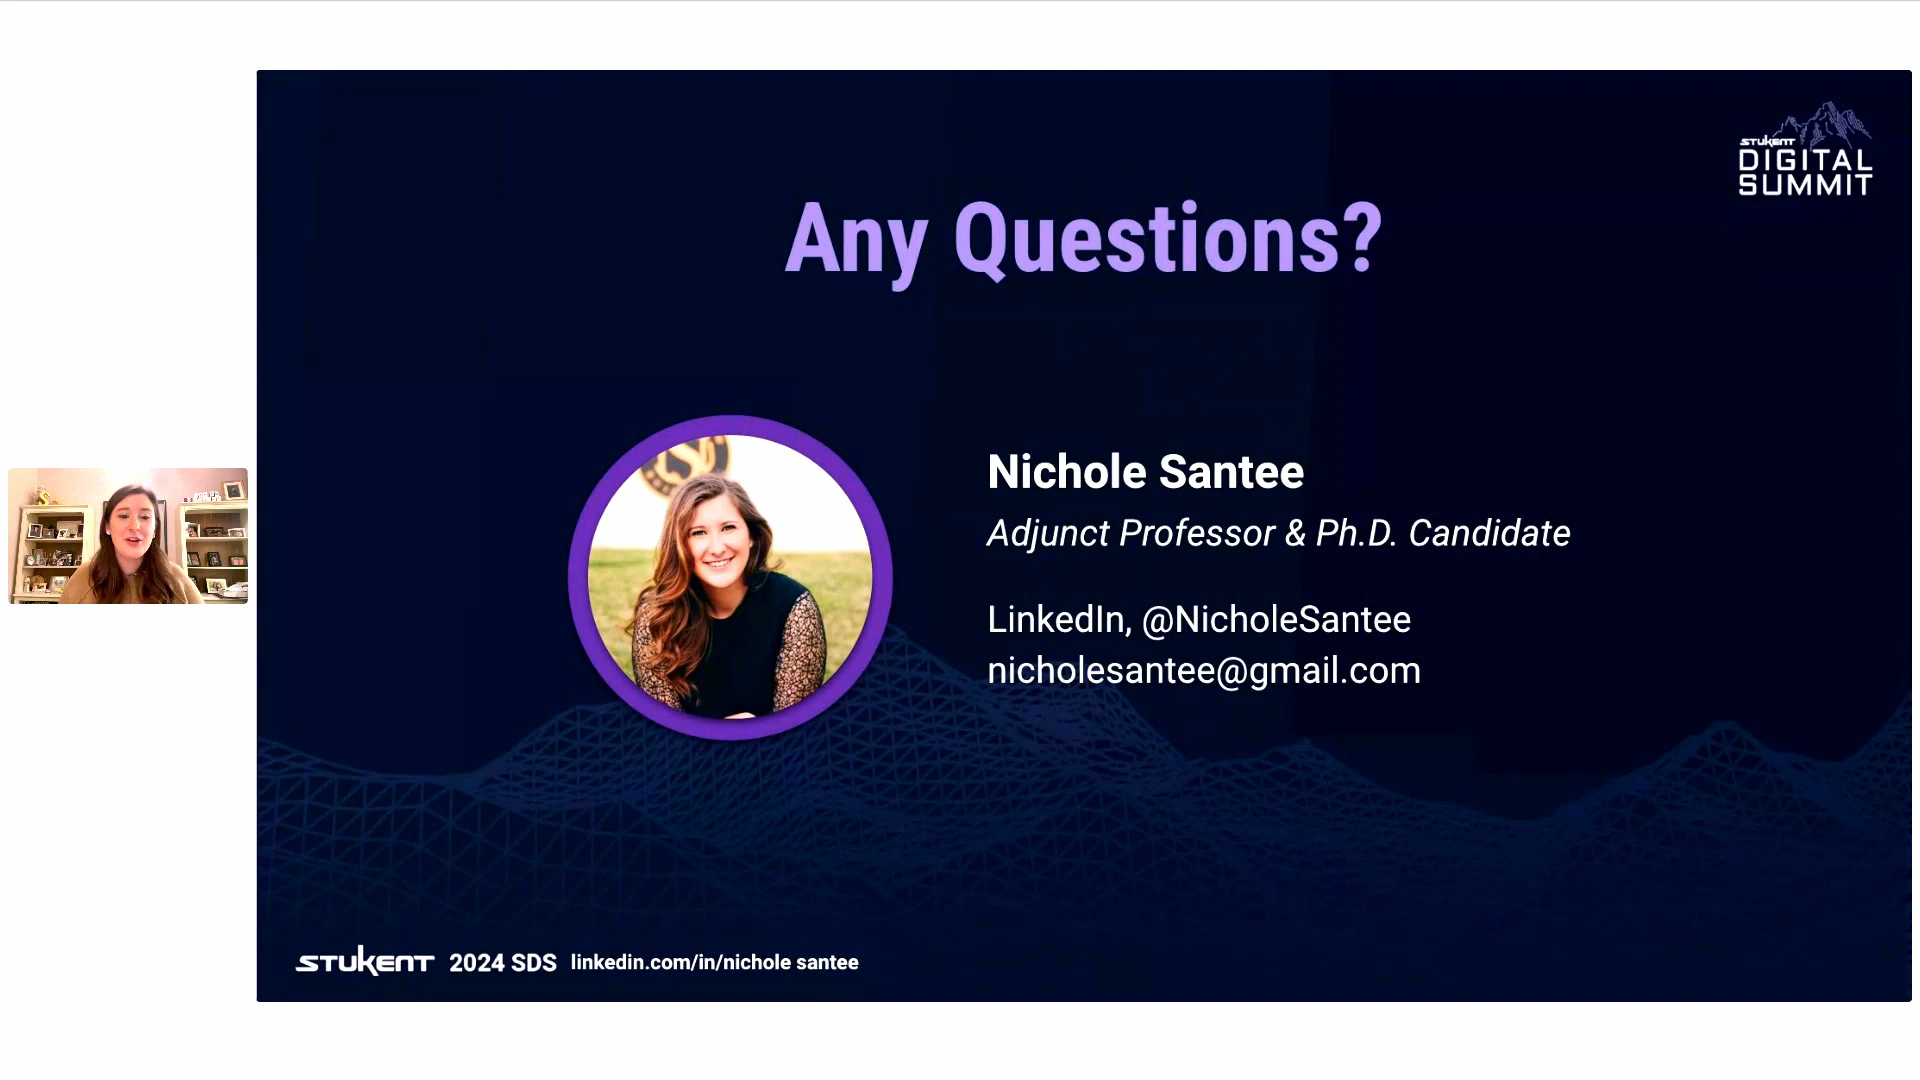 STUKENT
DIGITAL
SUMMIT
Any Questions?
Nichole Santee
Adjunct Professor & Ph.D. Candidate
LinkedIn, @NicholeSantee
nicholesantee@gmail.com
STUKENT 2024 SDS linkedin.com/in/nichole santee